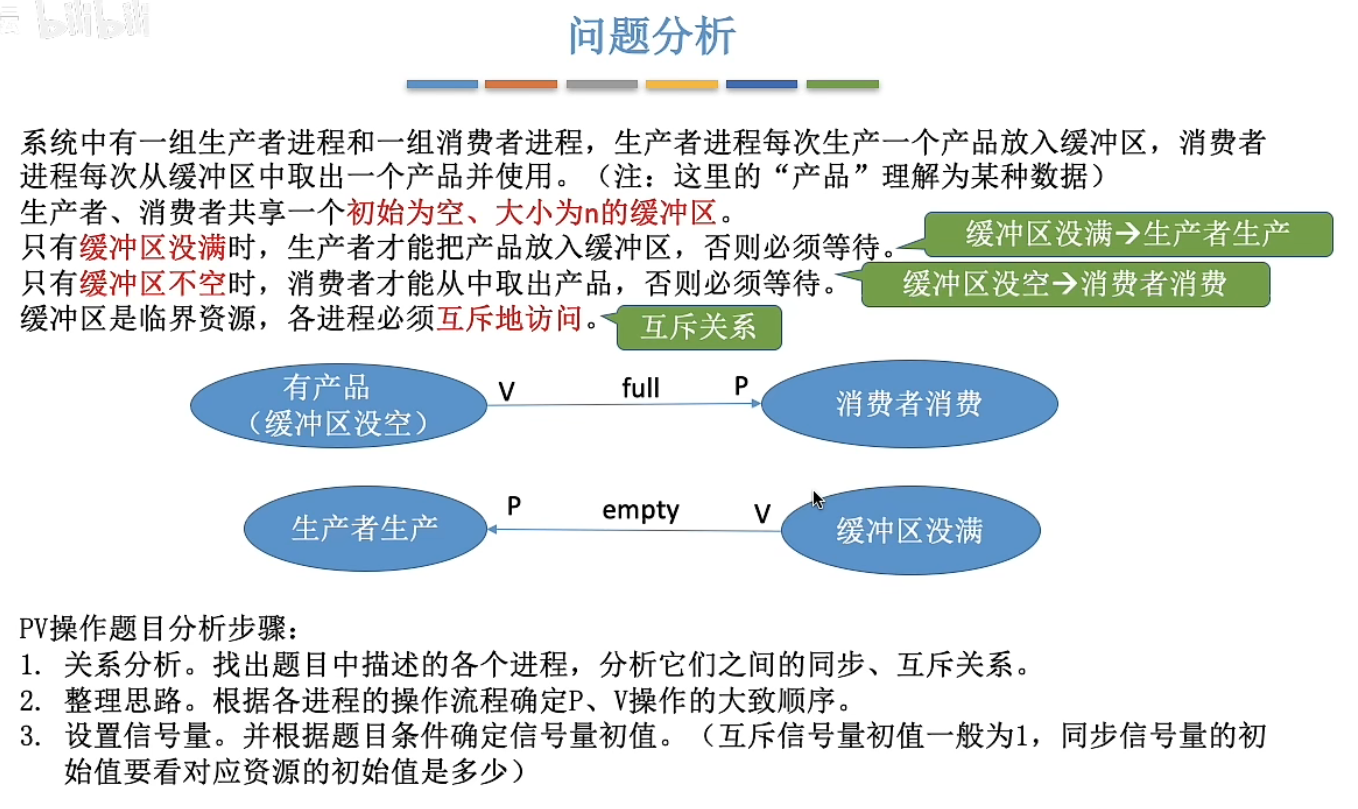 bilibili
问题分析
系统中有一组生产者进程和一组消费者进程，生产者进程每次生产一个产品放入缓冲区，消费者
进程每次从缓冲区中取出一个产品并使用。（注：这里的“产品”理解为某种数据）
生产者、消费者共享一个初始为空、大小为n的缓冲区。
只有缓冲区没满时，生产者才能把产品放入缓冲区，否则必须等待。
缓冲区没满→生产者生产
只有缓冲区不空时，消费者才能从中取出产品，否则必须等待。
缓冲区没空→消费者消费
缓冲区是临界资源，各进程必须互斥地访问。
互斥关系
有产品
（缓冲区没空）
V
full
P
消费者消费
生产者生产
P
empty
V
缓冲区没满
PV操作题目分析步骤：
1. 关系分析。找出题目中描述的各个进程，分析它们之间的同步、互斥关系。
2. 整理思路。根据各进程的操作流程确定P、V操作的大致顺序。
3. 设置信号量。并根据题目条件确定信号量初值。（互斥信号量初值一般为1，同步信号量的初
始值要看对应资源的初始值是多少）